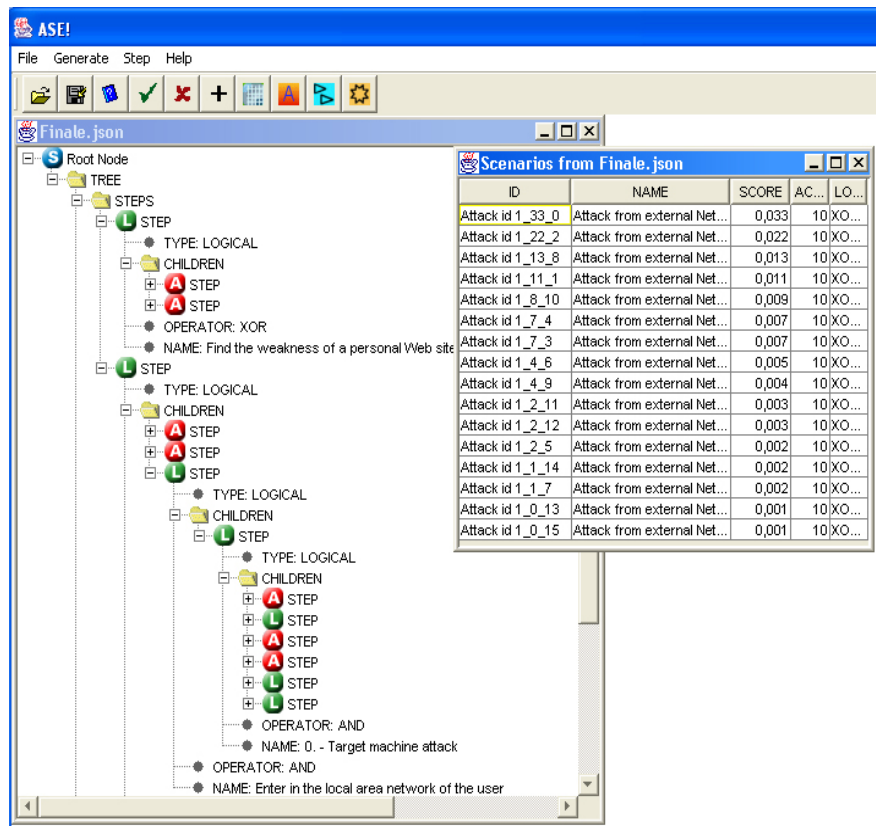 ASE!
File Generate Step Help
Finale.json
S Root Node
TREE
STEPS
L STEP
TYPE: LOGICAL
CHILDREN
A STEP
A STEP
OPERATOR: XOR
NAME: Find the weakness of a personal Web site
L STEP
TYPE: LOGICAL
CHILDREN
A STEP
A STEP
L STEP
TYPE: LOGICAL
CHILDREN
L STEP
TYPE: LOGICAL
CHILDREN
A STEP
L STEP
A STEP
A STEP
L STEP
L STEP
OPERATOR: AND
NAME: 0. - Target machine attack
OPERATOR: AND
NAME: Enter in the local area network of the user
Scenarios from Finale.json
ID NAME SCORE AC... LO...
Attack id 1_33_0 Attack from external Net... 0,033 10 XO...
Attack id 1_22_2 Attack from external Net... 0,022 10 XO...
Attack id 1_13_8 Attack from external Net... 0,013 10 XO...
Attack id 1_11_1 Attack from external Net... 0,011 10 XO...
Attack id 1_8_10 Attack from external Net... 0,009 10 XO...
Attack id 1_7_4 Attack from external Net... 0,007 10 XO...
Attack id 1_7_3 Attack from external Net... 0,007 10 XO...
Attack id 1_4_6 Attack from external Net... 0,005 10 XO...
Attack id 1_4_9 Attack from external Net... 0,004 10 XO...
Attack id 1_2_11 Attack from external Net... 0,003 10 XO...
Attack id 1_2_12 Attack from external Net... 0,003 10 XO...
Attack id 1_2_5 Attack from external Net... 0,002 10 XO...
Attack id 1_1_14 Attack from external Net... 0,002 10 XO...
Attack id 1_1_7 Attack from external Net... 0,002 10 XO...
Attack id 1_0_13 Attack from external Net... 0,001 10 XO...
Attack id 1_0_15 Attack from external Net... 0,001 10 XO...